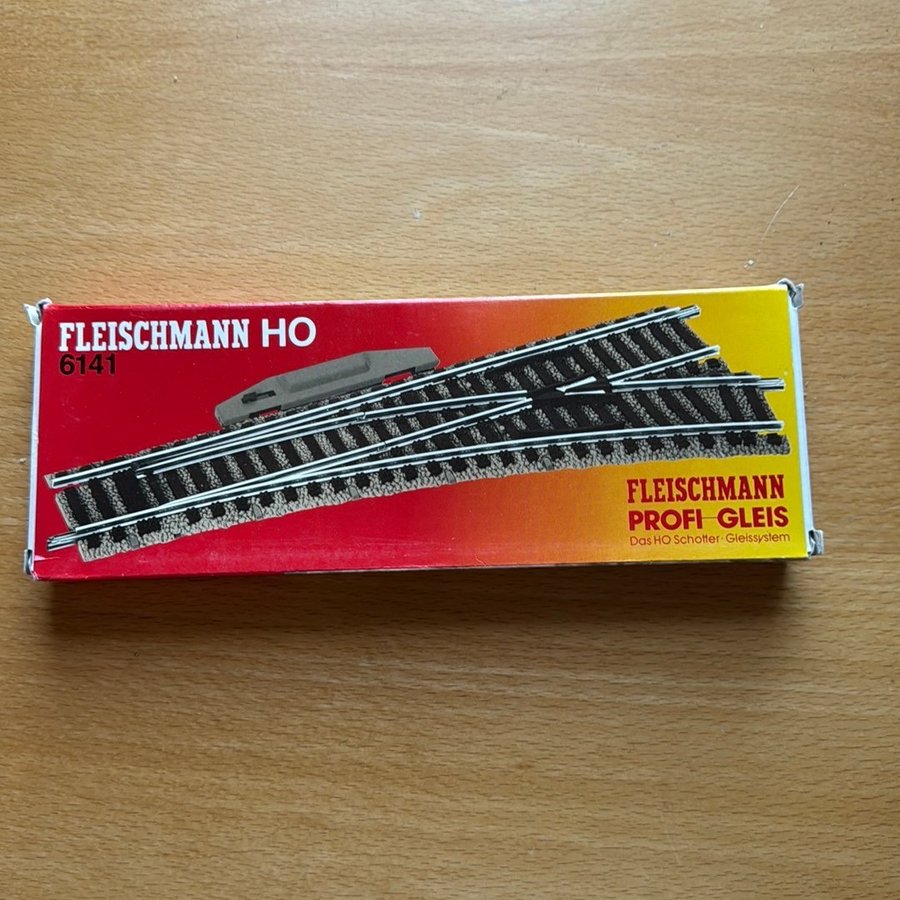 FLEISCHMANN HO
6141
FLEISCHMANN
PROFI-GLEIS
Das HO Schotter-Gleissystem